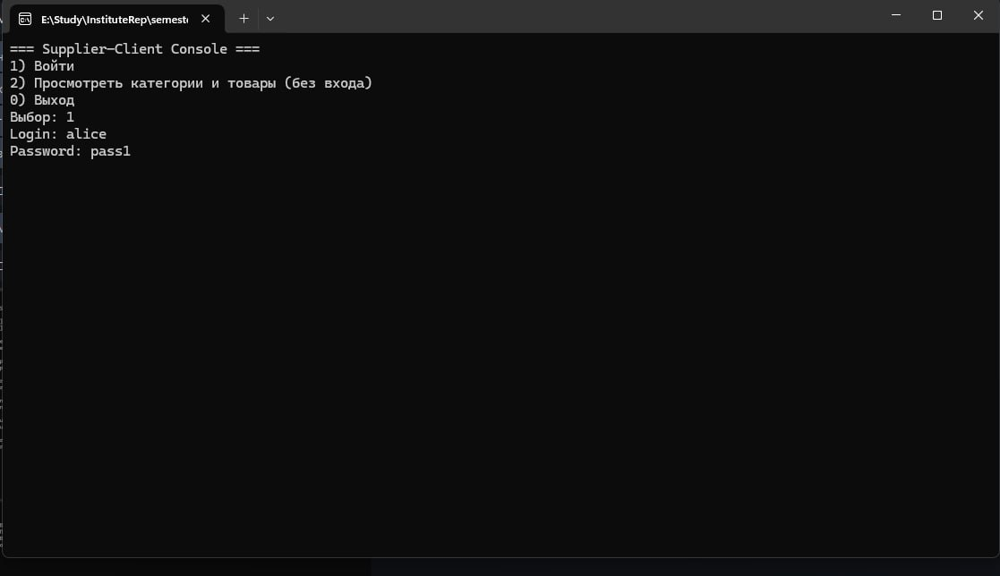 E:\Study\InstituteRep\semest
=== Supplier—Client Console ===
1) Войти
2) Просмотреть категории и товары (без входа)
0) Выход
Выбор: 1
Login: alice
Password: pass1